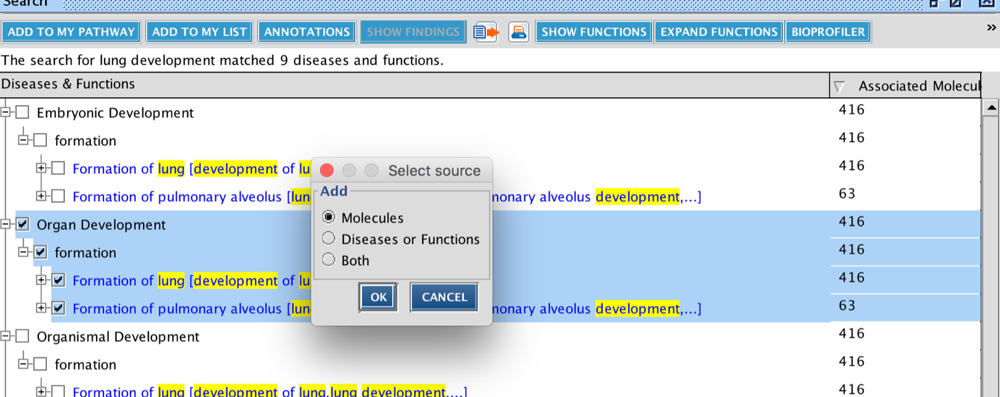 Search
ADD TO MY PATHWAY ADD TO MY LIST ANNOTATIONS SHOW FINDINGS SHOW FUNCTIONS EXPAND FUNCTIONS BIOPROFILER »
The search for lung development matched 9 diseases and functions.
Diseases & Functions Associated Molecul
Embryonic Development 416
formation 416
Formation of lung [development of lu 416
Formation of pulmonary alveolus [lun monary alveolus development,...] 63
Organ Development 416
formation 416
Formation of lung [development of lu 416
Formation of pulmonary alveolus [lun monary alveolus development,...] 63
Organismal Development 416
formation 416
Formation of lung [development of lung,lung development,...] 416
Select source
Add
Molecules
Diseases or Functions
Both
OK CANCEL